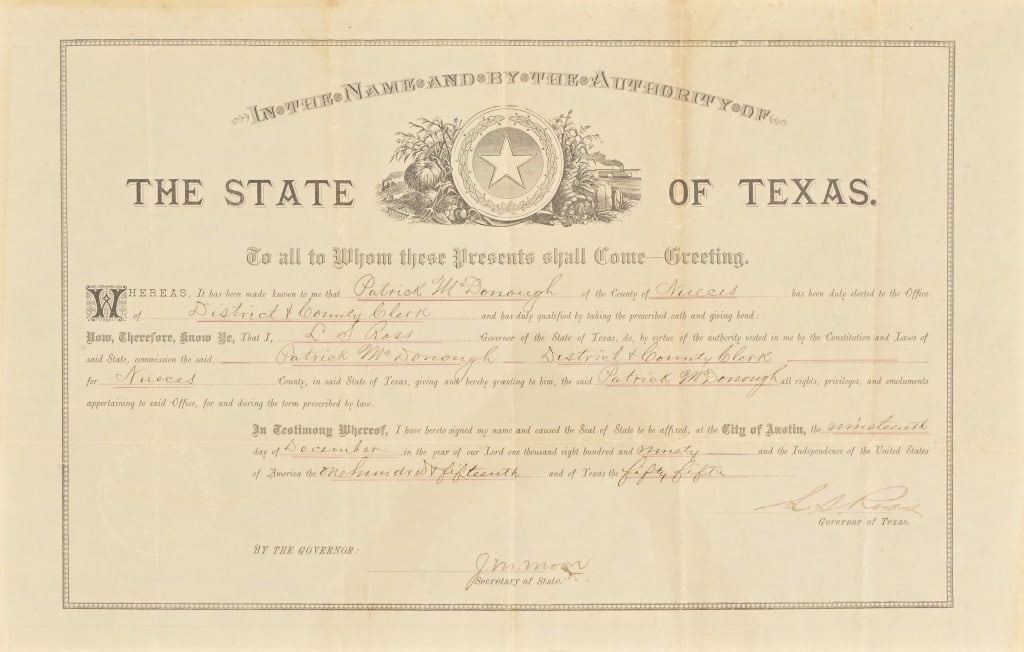 IN THE NAME AND BY THE AUTHORITY OF
THE STATE OF TEXAS.
To all to Whom these Presents shall Come—Greeting.
WHEREAS, It has been made known to me that Patrick McDonough of the County of Nueces has been duly elected to the Office
of District & County Clerk and has duly qualified by taking the prescribed oath and giving bond:
Now, Therefore, Know Ye, That I, L S Ross Governor of the State of Texas, do, by virtue of the authority vested in me by the Constitution and Laws of
said State, commission the said Patrick McDonough District & County Clerk
for Nueces County, in said State of Texas, giving and hereby granting to him, the said Patrick McDonough all rights, privileges, and emoluments
appertaining to said Office, for and during the term prescribed by law.
In Testimony Whereof, I have hereto signed my name and caused the Seal of State to be affixed, at the City of Austin, the nineteenth
day of December in the year of our Lord one thousand eight hundred and ninety and the Independence of the United States
of America the one hundred & fifteenth and of Texas the fifty fifth
L. S. Ross
Governor of Texas.
BY THE GOVERNOR:
J. M. Moore
Secretary of State.